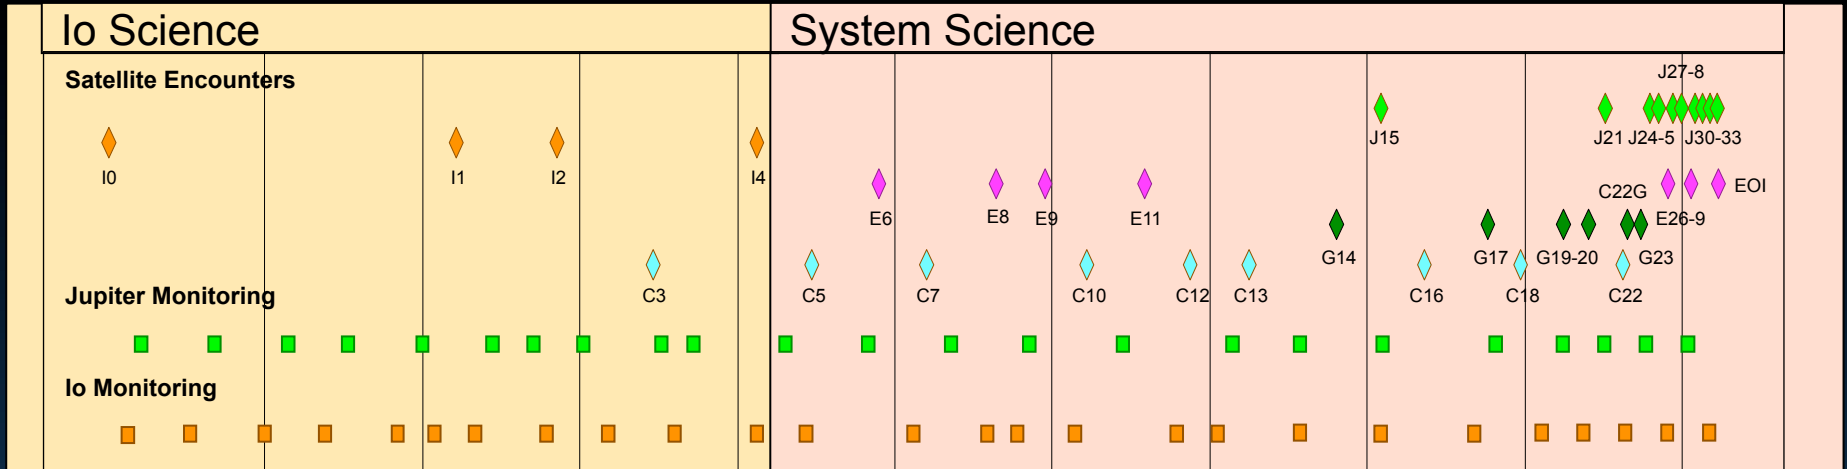 Io Science
System Science
Satellite Encounters
J27-8
J15
J21
J24-5
J30-33
I0
I1
I2
I4
C22G
EOI
E6
E8
E9
E11
E26-9
G14
G17
G19-20
G23
Jupiter Monitoring
C3
C5
C7
C10
C12
C13
C16
C18
C22
Io Monitoring